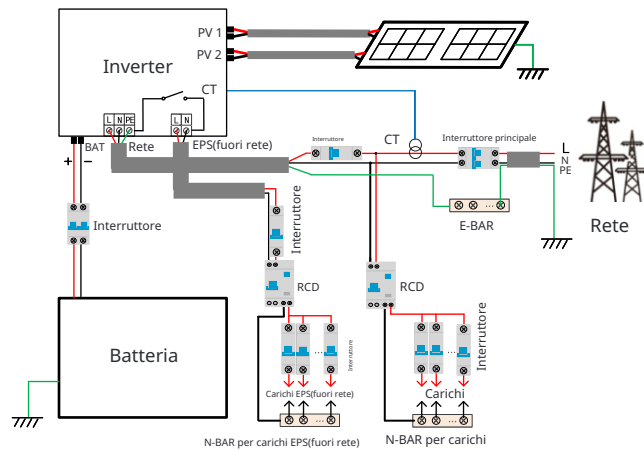 PV 1
PV 2
Inverter
CT
L N PE
L N
BAT
Rete
EPS(fuori rete)
+ −
Interruttore
CT
Interruttore principale
L
N
PE
E-BAR
Rete
Interruttore
Interruttore
RCD
RCD
Batteria
Interruttore
Interruttore
Carichi EPS(fuori rete)
Carichi
N-BAR per carichi EPS(fuori rete)
N-BAR per carichi